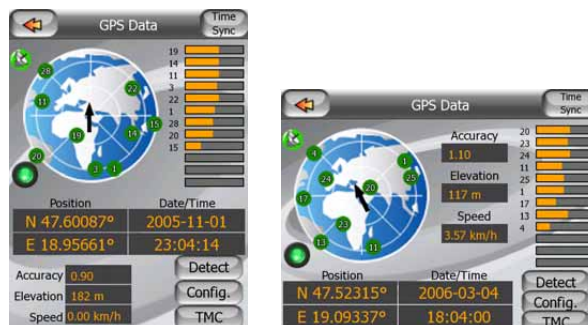 GPS Data
Time
Sync
19
14
11
3
22
1
28
20
15
28
22
11
15
19
14
20
3
1
Position
Date/Time
N 47.60087°
2005-11-01
E 18.95661°
23:04:14
Accuracy 0.90
Elevation 182 m
Speed 0.00 km/h
Detect
Config.
TMC
GPS Data
Time
Sync
Accuracy
1.10
Elevation
117 m
Speed
3.57 km/h
20
23
24
11
25
1
17
13
4
4
1
24
25
20
17
23
13
11
Position
Date/Time
N 47.52315°
2006-03-04
E 19.09337°
18:04:00
Detect
Config.
TMC